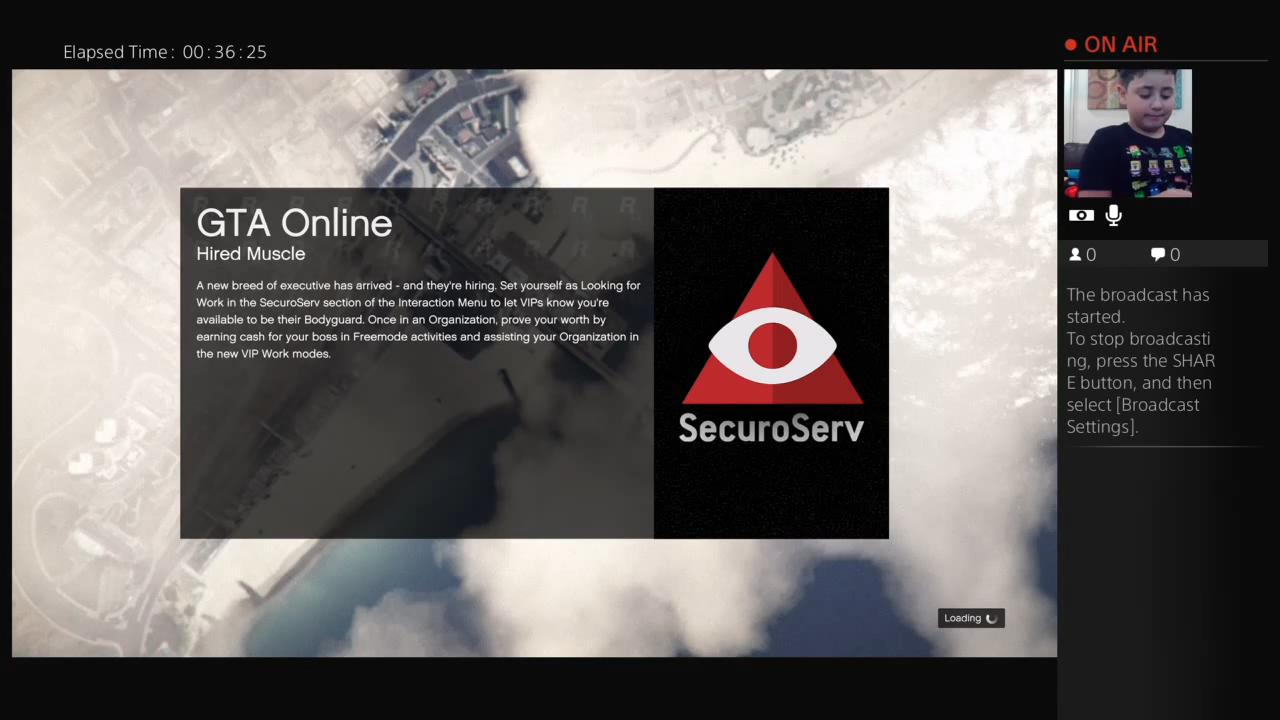 Elapsed Time: 00:36:25
ON AIR
GTA Online
Hired Muscle
A new breed of executive has arrived - and they're hiring. Set yourself as Looking for
Work in the SecuroServ section of the Interaction Menu to let VIPs know you're
available to be their Bodyguard. Once in an Organization, prove your worth by
earning cash for your boss in Freemode activities and assisting your Organization in
the new VIP Work modes.
SecuroServ
Loading
0
0
The broadcast has
started.
To stop broadcasti
ng, press the SHAR
E button, and then
select [Broadcast
Settings].